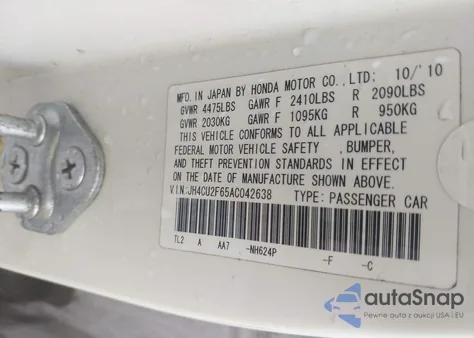 MFD. IN JAPAN BY HONDA MOTOR CO.,LTD: 10/'10
GVWR 4475LBS GAWR F 2410LBS R 2090LBS
GVWR 2030KG GAWR F 1095KG R 950KG
THIS VEHICLE CONFORMS TO ALL APPLICABLE
FEDERAL MOTOR VEHICLE SAFETY ,BUMPER,
AND THEFT PREVENTION STANDARDS IN EFFECT
ON THE DATE OF MANUFACTURE SHOWN ABOVE.
V.I.N:JH4CU2F65AC042638 TYPE: PASSENGER CAR
TL2 A AA7 -NH624P -F -C
autaSnap
Pewne auta z aukcji USA i EU